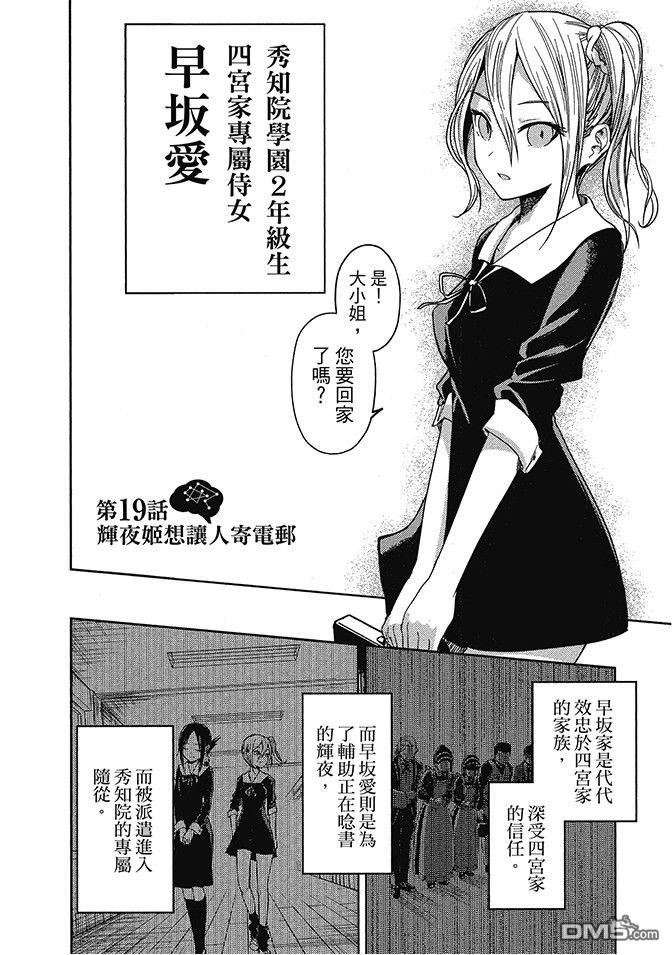 秀知院學園2年級生
四宮家專屬侍女
早坂愛
是！
大小姐，
您要回家
了嗎？
第19話
輝夜姬想讓人寄電郵
早坂家是代代
效忠於四宮家
的家族，
深受四宮家
的信任。
而早坂愛則是為
了輔助正在唸書
的輝夜，
而被派遣進入
秀知院的專屬
隨從。
DM5.com